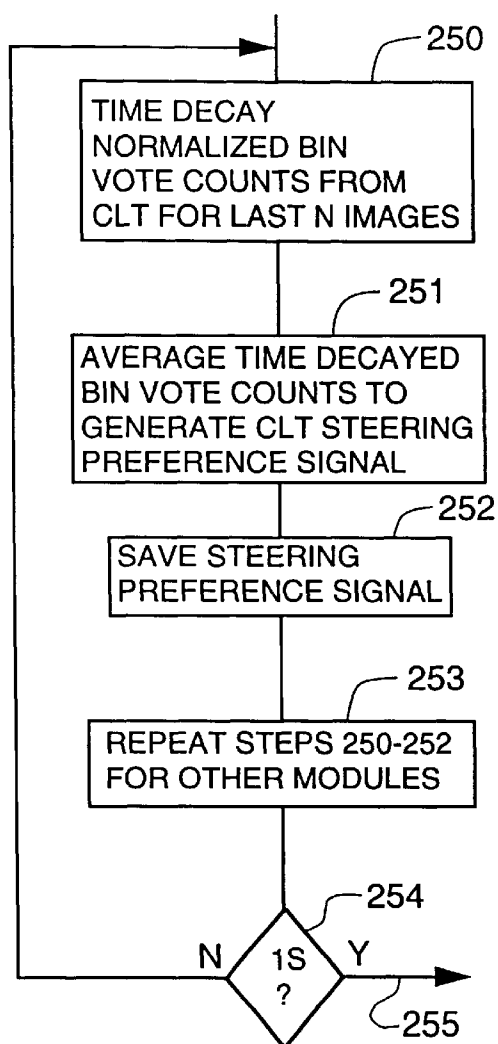 250
TIME DECAY
NORMALIZED BIN
VOTE COUNTS FROM
CLT FOR LAST N IMAGES
251
AVERAGE TIME DECAYED
BIN VOTE COUNTS TO
GENERATE CLT STEERING
PREFERENCE SIGNAL
252
SAVE STEERING
PREFERENCE SIGNAL
253
REPEAT STEPS 250-252
FOR OTHER MODULES
254
N
1S
?
Y
255